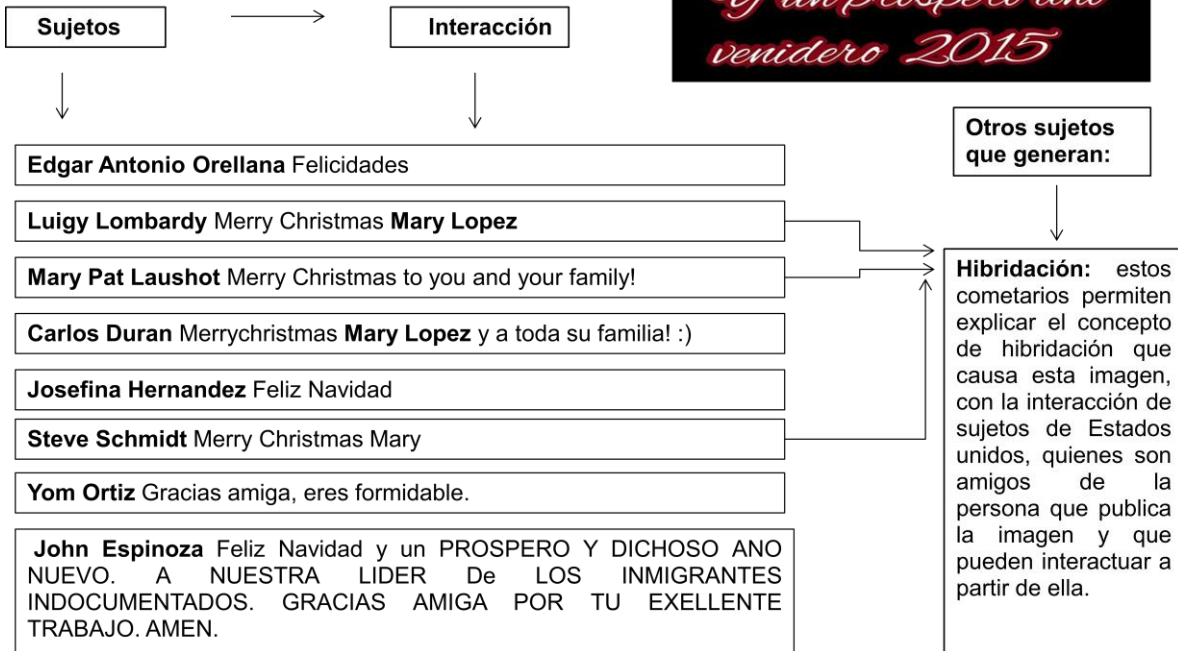 Y un prospero año
venidero 2015
Sujetos
Interacción
Otros sujetos
que generan:
Edgar Antonio Orellana Felicidades
Luigy Lombardy Merry Christmas Mary Lopez
Mary Pat Laushot Merry Christmas to you and your family!
Carlos Duran Merrychristmas Mary Lopez y a toda su familia! :)
Josefina Hernandez Feliz Navidad
Steve Schmidt Merry Christmas Mary
Yom Ortiz Gracias amiga, eres formidable.
John Espinoza Feliz Navidad y un PROSPERO Y DICHOSO ANO
NUEVO. A NUESTRA LIDER De LOS INMIGRANTES
INDOCUMENTADOS. GRACIAS AMIGA POR TU EXELLENTE
TRABAJO. AMEN.
Hibridación: estos
cometarios permiten
explicar el concepto
de hibridación que
causa esta imagen,
con la interacción de
sujetos de Estados
unidos, quienes son
amigos de la
persona que publica
la imagen y que
pueden interactuar a
partir de ella.